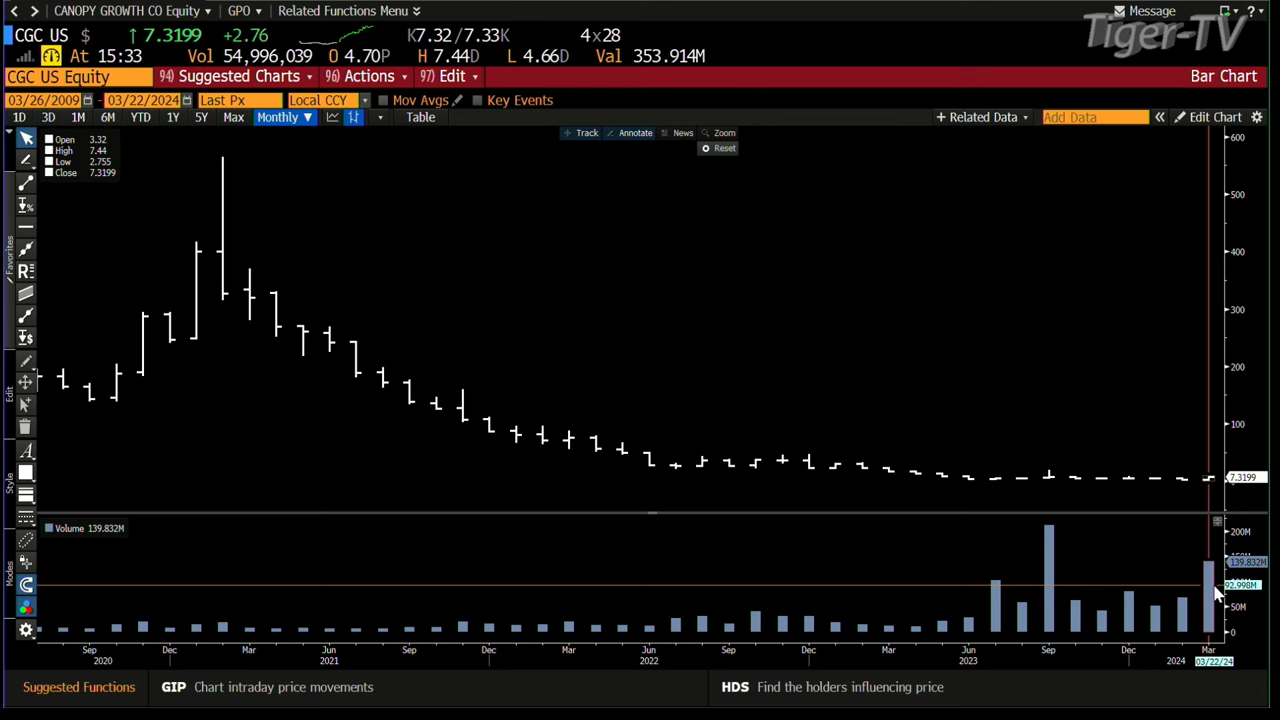 CANOPY GROWTH CO Equity GPO Related Functions Menu Message ?
CGC US $ ↑ 7.3199 +2.76 K7.32/7.33K 4x28 Tiger-TV
At 15:33 Vol 54,996,039 O 4.70P H 7.44D L 4.66D Val 353.914M
CGC US Equity 94) Suggested Charts 96) Actions 97) Edit Bar Chart
03/26/2009 - 03/22/2024 Last Px Local CCY Mov Avgs Key Events
1D 3D 1M 6M YTD 1Y 5Y Max Monthly ▼ Table + Related Data Add Data « Edit Chart
Track Annotate News Zoom
Reset
Open 3.32
High 7.44
Low 2.755
Close 7.3199
600
500
400
300
200
100
7.3199
Favorites
Edit
Style
Modes
Volume 139.832M
200M
139.832M
92.998M
50M
0
Sep Dec Mar Jun Sep Dec Mar Jun Sep Dec Mar Jun Sep Dec Mar
2020 2021 2022 2023 2024 03/22/24
Suggested Functions GIP Chart intraday price movements HDS Find the holders influencing price